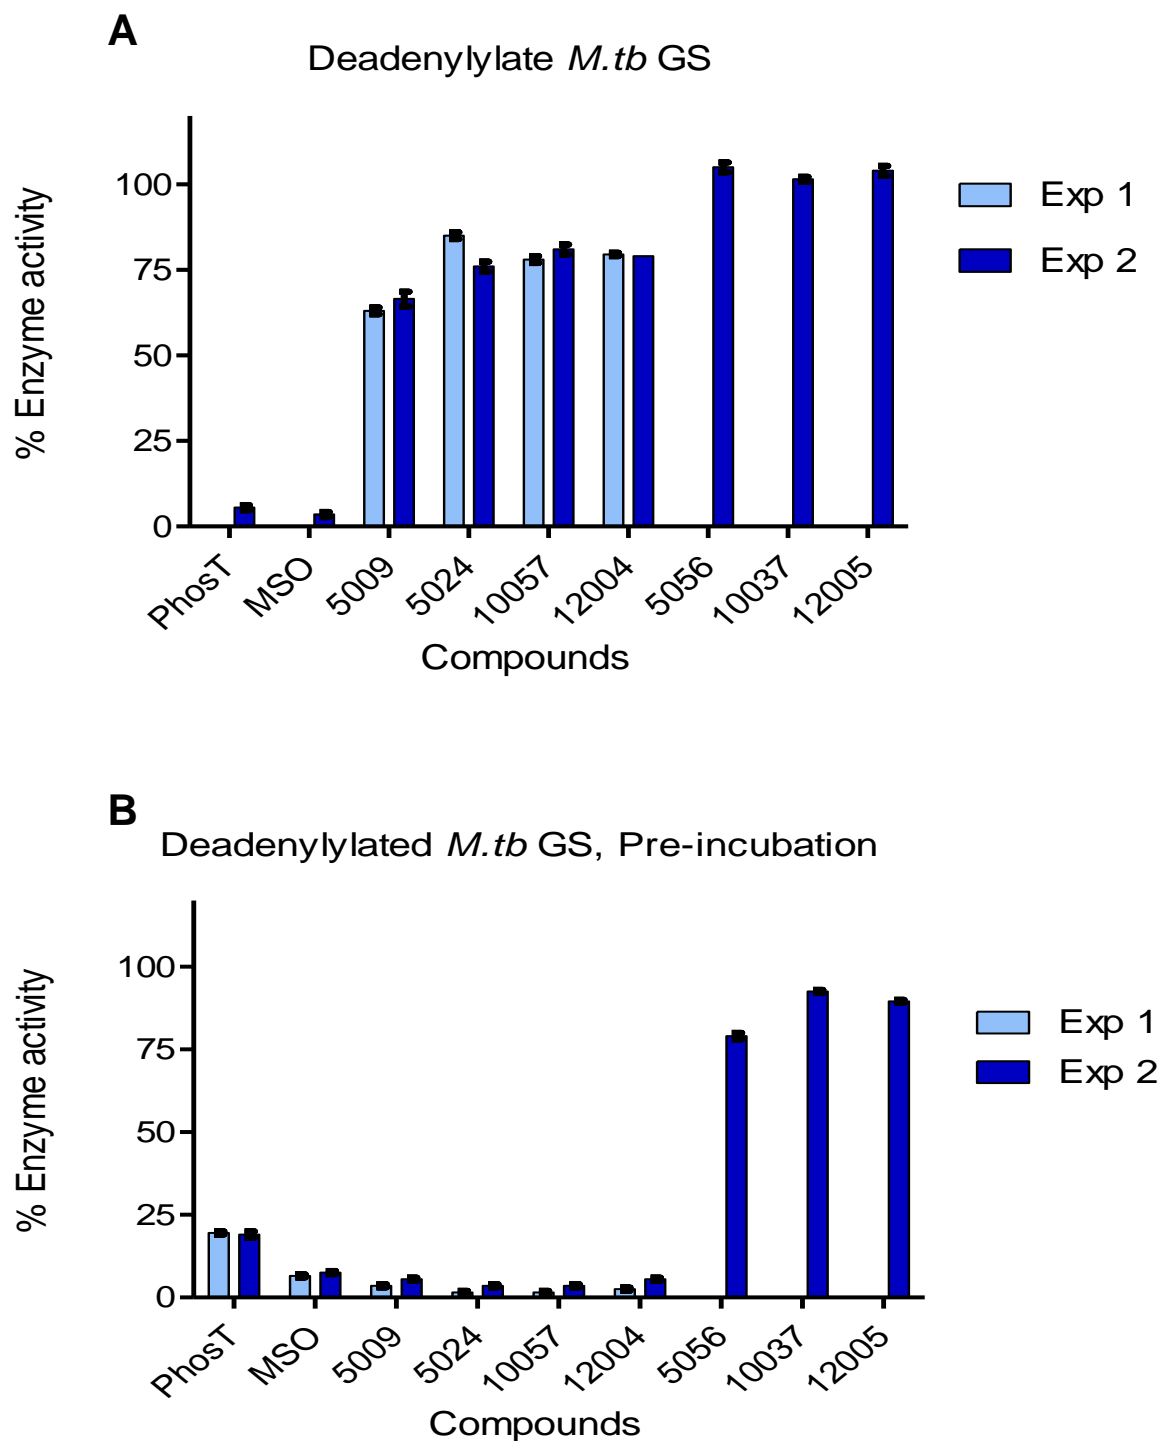 A
Deadenylylate M.tb GS
% Enzyme activity
100
75
50
25
0
PhosT
MSO
5009
5024
10057
12004
5056
10037
12005
Compounds
Exp 1
Exp 2
B
Deadenylylated M.tb GS, Pre-incubation
% Enzyme activity
100
75
50
25
0
PhosT
MSO
5009
5024
10057
12004
5056
10037
12005
Compounds
Exp 1
Exp 2